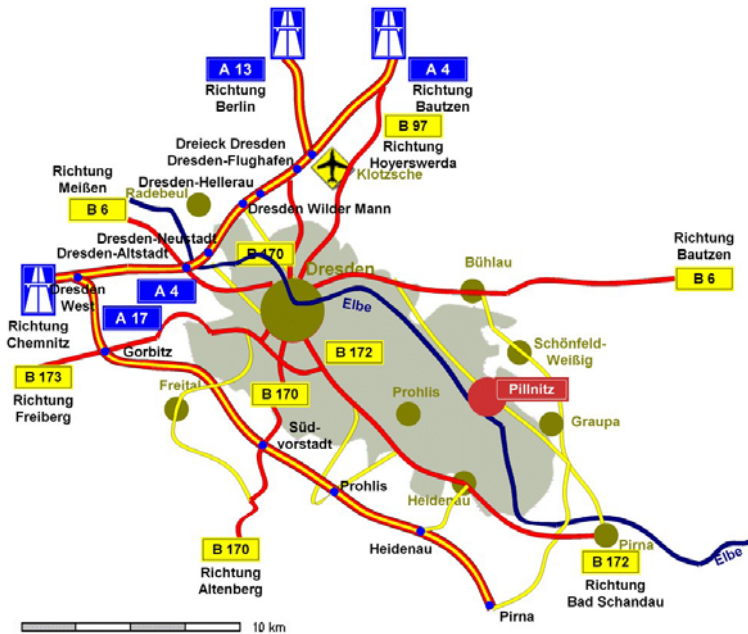 A 13
Richtung
Berlin
A 4
Richtung
Bautzen
B 97
Richtung
Hoyerswerda
Dreieck Dresden
Dresden-Flughafen
Klotzsche
Richtung
Meißen
B 6
Radebeul
Dresden-Hellerau
Dresden Wilder Mann
Dresden-Neustadt
Dresden-Altstadt
B 170
Dresden
Bühlau
Richtung
Bautzen
B 6
Dresden
West
A 4
Elbe
Richtung
Chemnitz
A 17
Gorbitz
B 172
Schönfeld-
Weißig
B 173
Richtung
Freiberg
Freital
B 170
Prohlis
Pillnitz
Graupa
Süd-
vorstadt
Prohlis
Heidenau
B 170
Richtung
Altenberg
Heidenau
Pirna
Elbe
B 172
Richtung
Bad Schandau
Pirna
10 km